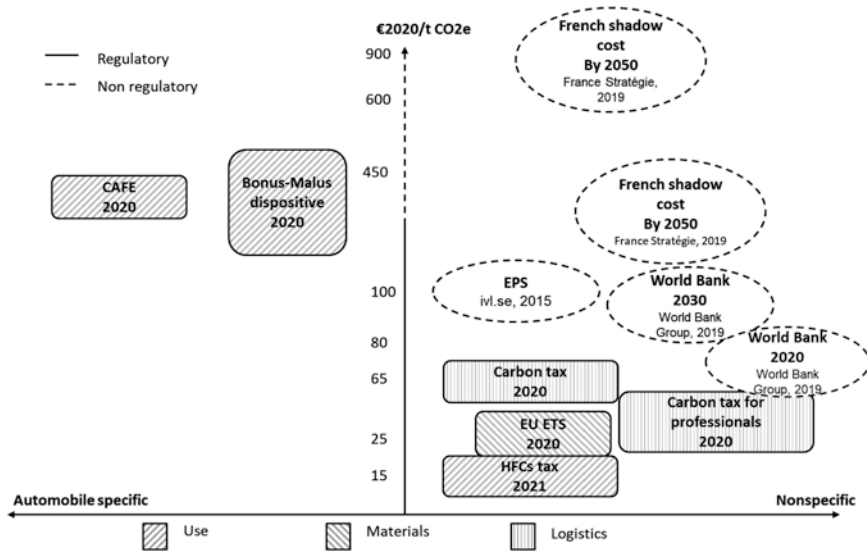 €2020/t CO2e
Regulatory
Non regulatory
900
600
450
100
80
65
25
15
French shadow
cost
By 2050
France Stratégie,
2019
CAFE
2020
Bonus-Malus
dispositive
2020
French shadow
cost
By 2050
France Stratégie, 2019
EPS
ivl.se, 2015
World Bank
2030
World Bank
Group, 2019
World Bank
2020
World Bank
Group, 2019
Carbon tax
2020
Carbon tax for
professionals
2020
EU ETS
2020
HFCs tax
2021
Automobile specific
Nonspecific
Use
Materials
Logistics